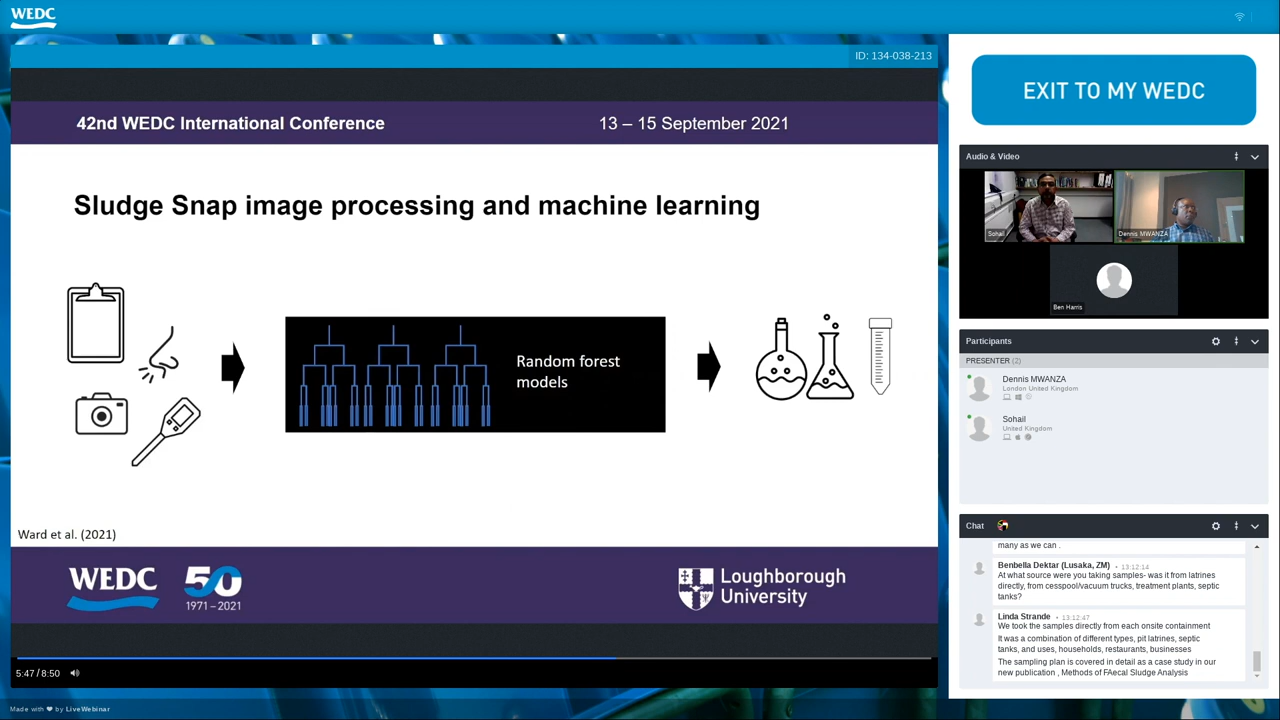 WEDC
ID: 134-038-213
42nd WEDC International Conference
13 – 15 September 2021
Sludge Snap image processing and machine learning
Random forest
models
Ward et al. (2021)
WEDC
50
1971 – 2021
Loughborough
University
5:47 / 8:50
Made with ❤ by LiveWebinar
EXIT TO MY WEDC
Audio & Video
Sohail
Dennis MWANZA
Ben Harris
Participants
PRESENTER (2)
Dennis MWANZA
London United Kingdom
Sohail
United Kingdom
Chat
many as we can .
Benbella Dektar (Lusaka, ZM) • 13:12:14
At what source were you taking samples- was it from latrines
directly, from cesspool/vacuum trucks, treatment plants, septic
tanks?
Linda Strande • 13:12:47
We took the samples directly from each onsite containment
It was a combination of different types, pit latrines, septic
tanks, and uses, households, restaurants, businesses
The sampling plan is covered in detail as a case study in our
new publication , Methods of FAecal Sludge Analysis